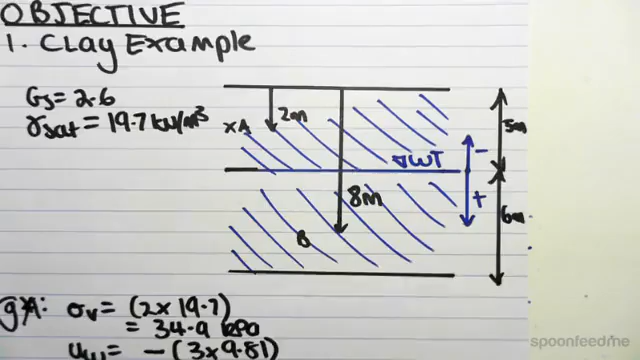 OBJECTIVE
1. Clay Example
Gs = 2.6
γsat = 19.7 kN/m³
2m
xA
WT
8m
B
5m
-
+
6m
A: σv = (2 x 19.7)
= 34.9 kPa
uw = - (3 x 9.81)
spoonfeedme